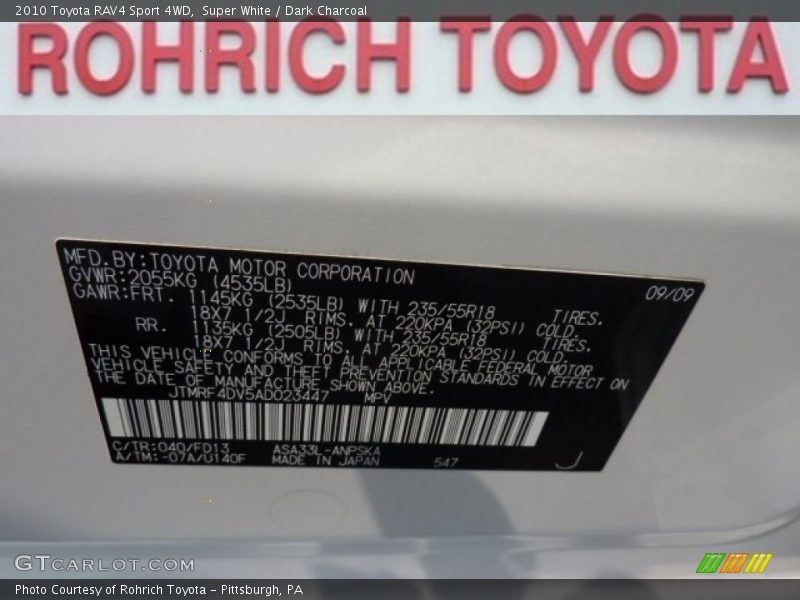 2010 Toyota RAV4 Sport 4WD, Super White / Dark Charcoal
ROHRICH TOYOTA
MFD. BY: TOYOTA MOTOR CORPORATION 09/09
GVWR: 2055KG (4535LB)
GAWR: FRT. 1145KG (2535LB) WITH 235/55R18 TIRES.
18X7 1/2J RIMS. AT 220KPA (32PSI) COLD.
RR. 1135KG (2505LB) WITH 235/55R18 TIRES.
18X7 1/2J RIMS. AT 220KPA (32PSI) COLD.
THIS VEHICLE CONFORMS TO ALL APPLICABLE FEDERAL MOTOR
VEHICLE SAFETY AND THEFT PREVENTION STANDARDS IN EFFECT ON
THE DATE OF MANUFACTURE SHOWN ABOVE.
JTMRF4DV5AD023447 MPV
C/TR: 040/FD13 ASA33L-ANPSKA
A/TM: -07A/U140F MADE IN JAPAN 547 J
GTCARLOT.COM
Photo Courtesy of Rohrich Toyota - Pittsburgh, PA